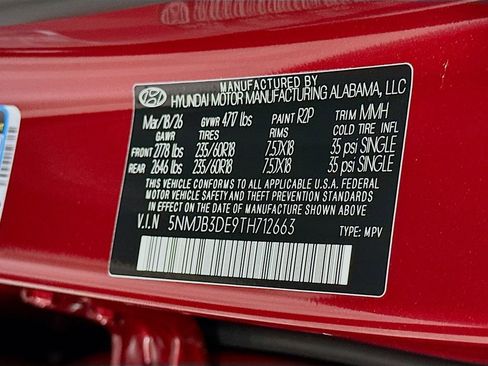 MANUFACTURED BY
HYUNDAI MOTOR MANUFACTURING ALABAMA, LLC
Mar/18/26 GVWR 4717 lbs PAINT R2P TRIM MMH
GAWR TIRES RIMS COLD TIRE INFL
FRONT 2778 lbs 235/60R18 7.5JX18 35 psi SINGLE
REAR 2646 lbs 235/60R18 7.5JX18 35 psi SINGLE
THIS VEHICLE CONFORMS TO ALL APPLICABLE U.S.A. FEDERAL
MOTOR VEHICLE SAFETY AND THEFT PREVENTION STANDARDS
IN EFFECT ON THE DATE OF MANUFACTURE SHOWN ABOVE.
V.I.N 5NMJB3DE9TH712663
TYPE: MPV